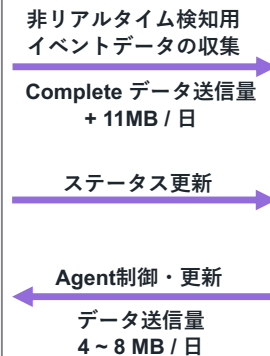 非リアルタイム検知用
イベントデータの収集
Complete データ送信量
+ 11MB / 日
ステータス更新
Agent制御・更新
データ送信量
4 ~ 8 MB / 日